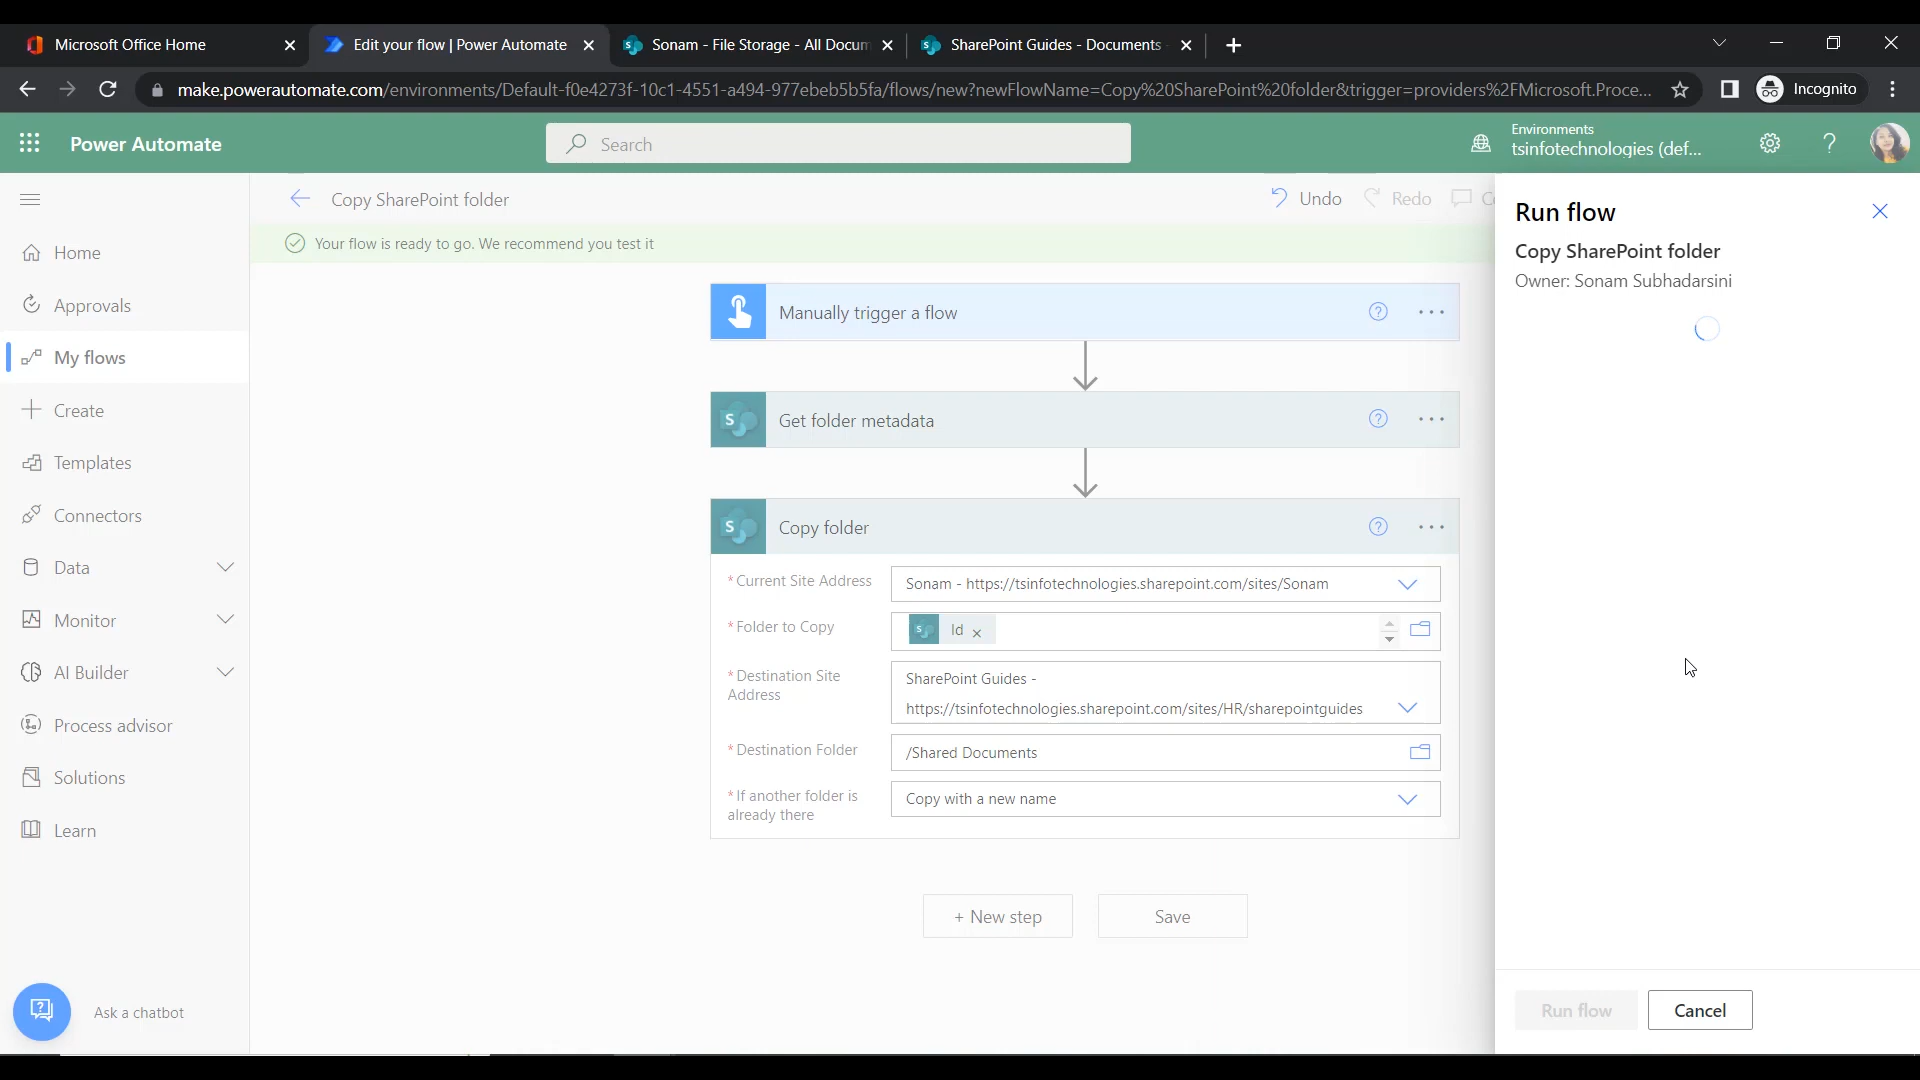 Microsoft Office Home
Edit your flow | Power Automate
Sonam - File Storage - All Docum
SharePoint Guides - Documents
make.powerautomate.com/environments/Default-f0e4273f-10c1-4551-a494-977ebeb5b5fa/flows/new?newFlowName=Copy%20SharePoint%20folder&trigger=providers%2FMicrosoft.Proce...
Incognito
Power Automate
Search
Environments
tsinfotechnologies (def...
Copy SharePoint folder
Undo
Redo
Your flow is ready to go. We recommend you test it
Home
Approvals
My flows
Create
Templates
Connectors
Data
Monitor
AI Builder
Process advisor
Solutions
Learn
Ask a chatbot
Manually trigger a flow
Get folder metadata
Copy folder
* Current Site Address
Sonam - https://tsinfotechnologies.sharepoint.com/sites/Sonam
* Folder to Copy
Id
* Destination Site
Address
SharePoint Guides -
https://tsinfotechnologies.sharepoint.com/sites/HR/sharepointguides
* Destination Folder
/Shared Documents
* If another folder is
already there
Copy with a new name
+ New step
Save
Run flow
Copy SharePoint folder
Owner: Sonam Subhadarsini
Run flow
Cancel